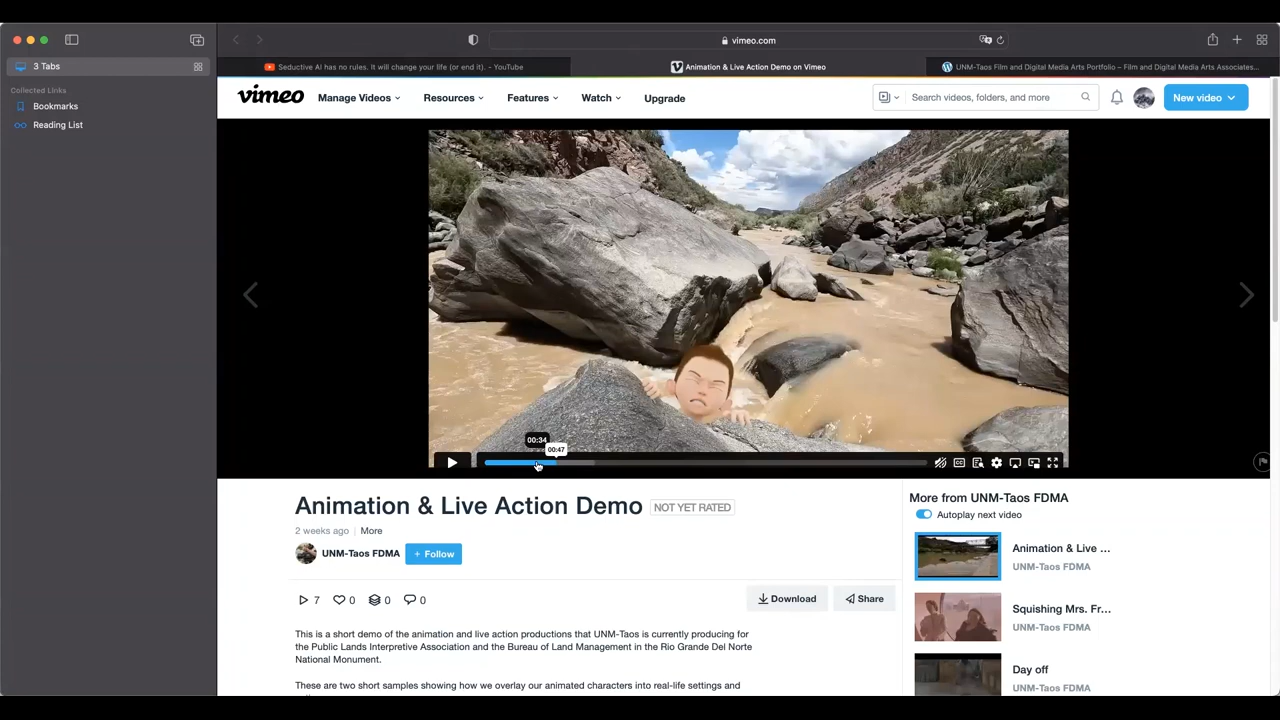 vimeo.com
3 Tabs
Seductive AI has no rules. It will change your life (or end it). - YouTube
Animation & Live Action Demo on Vimeo
UNM-Taos Film and Digital Media Arts Portfolio – Film and Digital Media Arts Associates...
Collected Links
Bookmarks
Reading List
vimeo
Manage Videos
Resources
Features
Watch
Upgrade
Search videos, folders, and more
New video
00:34
00:47
CC
Animation & Live Action Demo
NOT YET RATED
2 weeks ago
More
UNM-Taos FDMA
+ Follow
7
0
0
0
Download
Share
This is a short demo of the animation and live action productions that UNM-Taos is currently producing for
the Public Lands Interpretive Association and the Bureau of Land Management in the Rio Grande Del Norte
National Monument.
These are two short samples showing how we overlay our animated characters into real-life settings and
More from UNM-Taos FDMA
Autoplay next video
Animation & Live ...
UNM-Taos FDMA
Squishing Mrs. Fr...
UNM-Taos FDMA
Day off
UNM-Taos FDMA